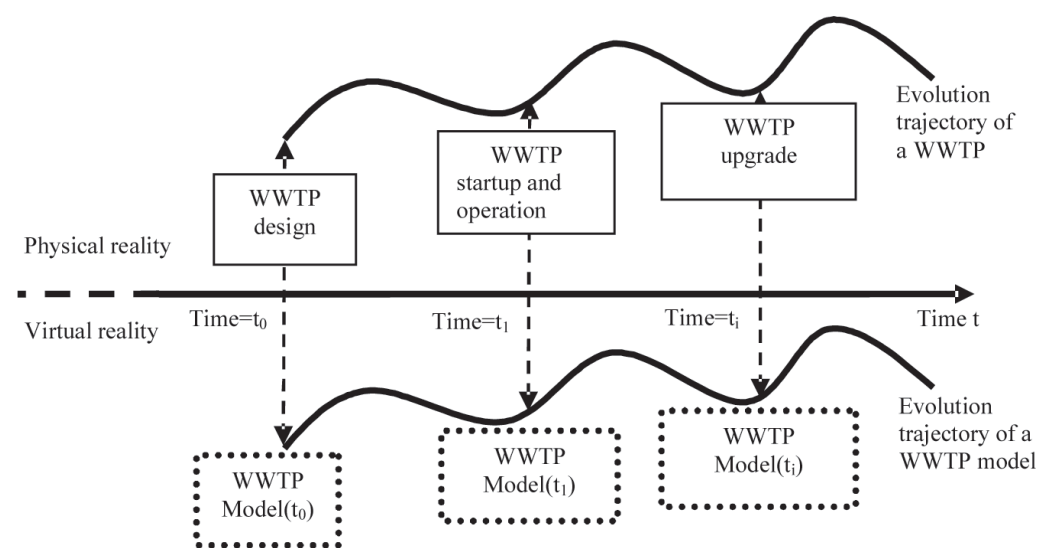 Evolution
trajectory of
a WWTP
WWTP
upgrade
WWTP
startup and
operation
WWTP
design
Physical reality
Virtual reality
Time=t₀
Time=t₁
Time=tᵢ
Time t
Evolution
trajectory of a
WWTP model
WWTP
Model(t₀)
WWTP
Model(t₁)
WWTP
Model(tᵢ)